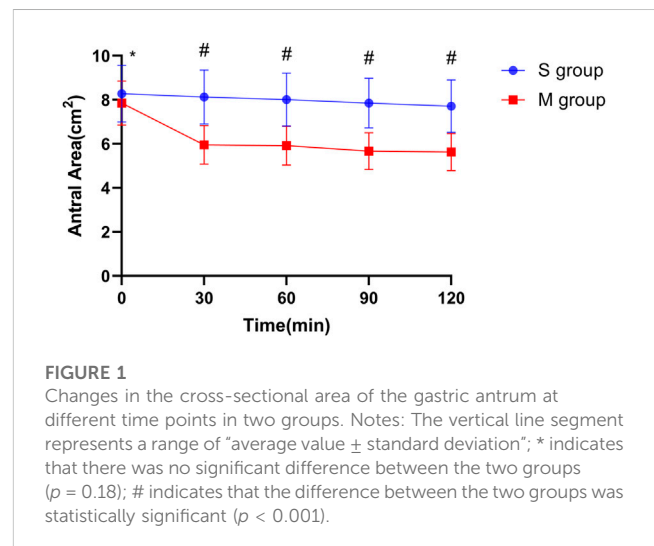 10
8
6
4
2
0
Antral Area(cm²)
* # # # #
S group
M group
0 30 60 90 120
Time(min)
FIGURE 1
Changes in the cross-sectional area of the gastric antrum at
different time points in two groups. Notes: The vertical line segment
represents a range of “average value ± standard deviation”; * indicates
that there was no significant difference between the two groups
(p = 0.18); # indicates that the difference between the two groups was
statistically significant (p < 0.001).